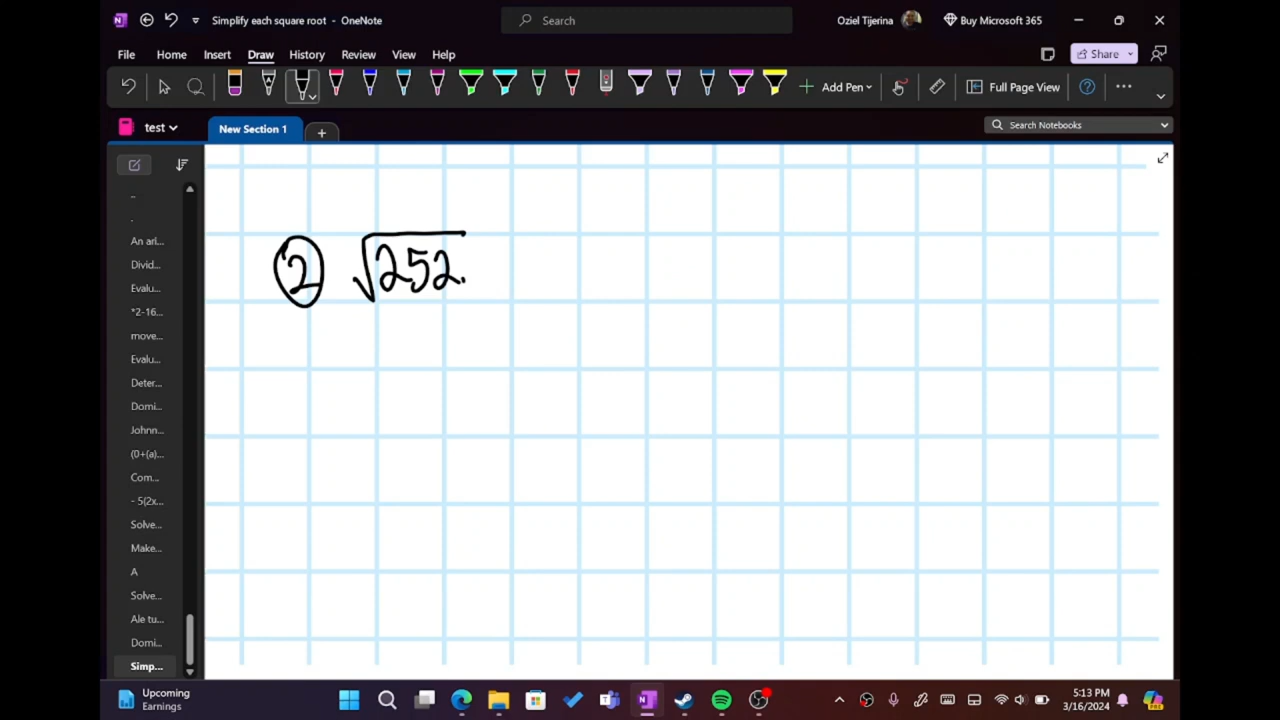 Simplify each square root - OneNote
Search
Oziel Tijerina
Buy Microsoft 365
File Home Insert Draw History Review View Help
Share
Add Pen
Full Page View
test
New Section 1
Search Notebooks
An ari...
Divid...
Evalu...
*2-16...
move...
Evalu...
Deter...
Domi...
Johnn...
(0+(a)...
Com...
- 5(2x...
Solve...
Make...
A
Solve...
Ale tu...
Domi...
Simp...
2 √252.
Upcoming
Earnings
5:13 PM
3/16/2024